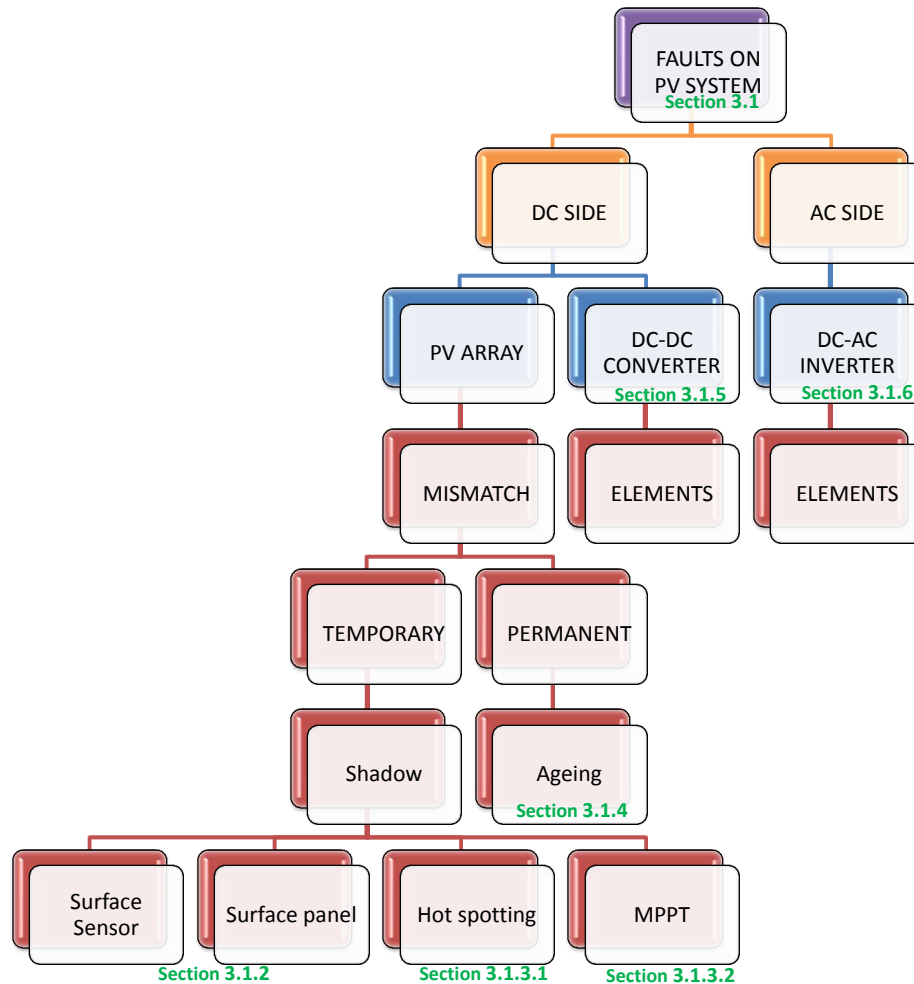 FAULTS ON
PV SYSTEM
Section 3.1
DC SIDE
AC SIDE
PV ARRAY
DC-DC
CONVERTER
Section 3.1.5
DC-AC
INVERTER
Section 3.1.6
MISMATCH
ELEMENTS
ELEMENTS
TEMPORARY
PERMANENT
Shadow
Ageing
Section 3.1.4
Surface
Sensor
Surface panel
Hot spotting
MPPT
Section 3.1.2
Section 3.1.3.1
Section 3.1.3.2